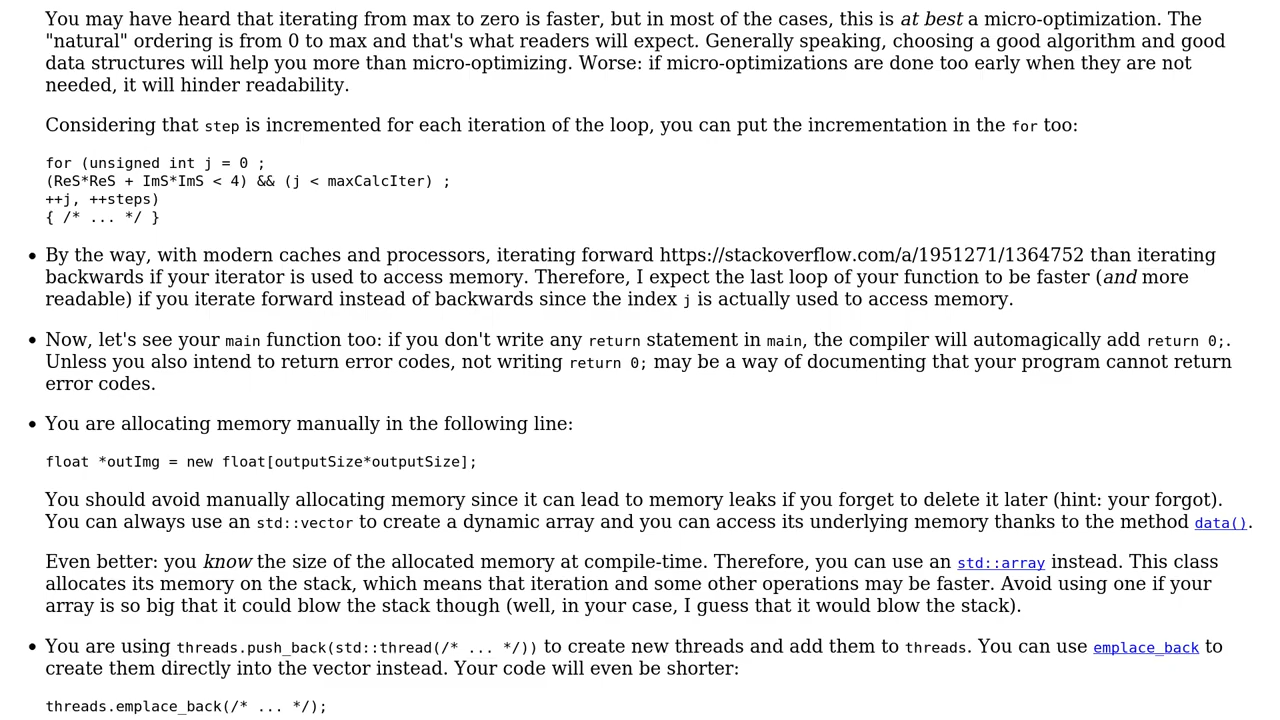 You may have heard that iterating from max to zero is faster, but in most of the cases, this is at best a micro-optimization. The
"natural" ordering is from 0 to max and that's what readers will expect. Generally speaking, choosing a good algorithm and good
data structures will help you more than micro-optimizing. Worse: if micro-optimizations are done too early when they are not
needed, it will hinder readability.
Considering that step is incremented for each iteration of the loop, you can put the incrementation in the for too:
for (unsigned int j = 0 ;
(ReS*ReS + ImS*ImS < 4) && (j < maxCalcIter) ;
++j, ++steps)
{ /* ... */ }
• By the way, with modern caches and processors, iterating forward https://stackoverflow.com/a/1951271/1364752 than iterating
backwards if your iterator is used to access memory. Therefore, I expect the last loop of your function to be faster (and more
readable) if you iterate forward instead of backwards since the index j is actually used to access memory.
• Now, let's see your main function too: if you don't write any return statement in main, the compiler will automagically add return 0;.
Unless you also intend to return error codes, not writing return 0; may be a way of documenting that your program cannot return
error codes.
• You are allocating memory manually in the following line:
float *outImg = new float[outputSize*outputSize];
You should avoid manually allocating memory since it can lead to memory leaks if you forget to delete it later (hint: your forgot).
You can always use an std::vector to create a dynamic array and you can access its underlying memory thanks to the method data().
Even better: you know the size of the allocated memory at compile-time. Therefore, you can use an std::array instead. This class
allocates its memory on the stack, which means that iteration and some other operations may be faster. Avoid using one if your
array is so big that it could blow the stack though (well, in your case, I guess that it would blow the stack).
• You are using threads.push_back(std::thread(/* ... */)) to create new threads and add them to threads. You can use emplace_back to
create them directly into the vector instead. Your code will even be shorter:
threads.emplace_back(/* ... */);